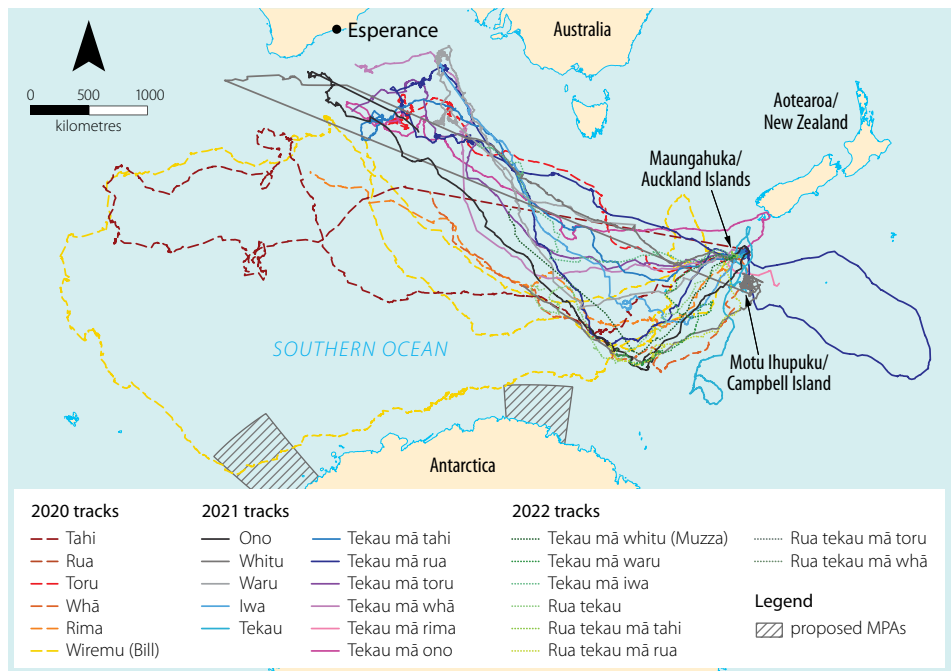 Esperance
Australia
0 500 1000
kilometres
Aotearoa/
New Zealand
Maungahuka/
Auckland Islands
SOUTHERN OCEAN
Motu Ihupuku/
Campbell Island
Antarctica
2020 tracks
Tahi
Rua
Toru
Whā
Rima
Wiremu (Bill)
2021 tracks
Ono
Whitu
Waru
Iwa
Tekau
Tekau mā tahi
Tekau mā rua
Tekau mā toru
Tekau mā whā
Tekau mā rima
Tekau mā ono
2022 tracks
Tekau mā whitu (Muzza)
Tekau mā waru
Tekau mā iwa
Rua tekau
Rua tekau mā tahi
Rua tekau mā rua
Rua tekau mā toru
Rua tekau mā whā
Legend
proposed MPAs